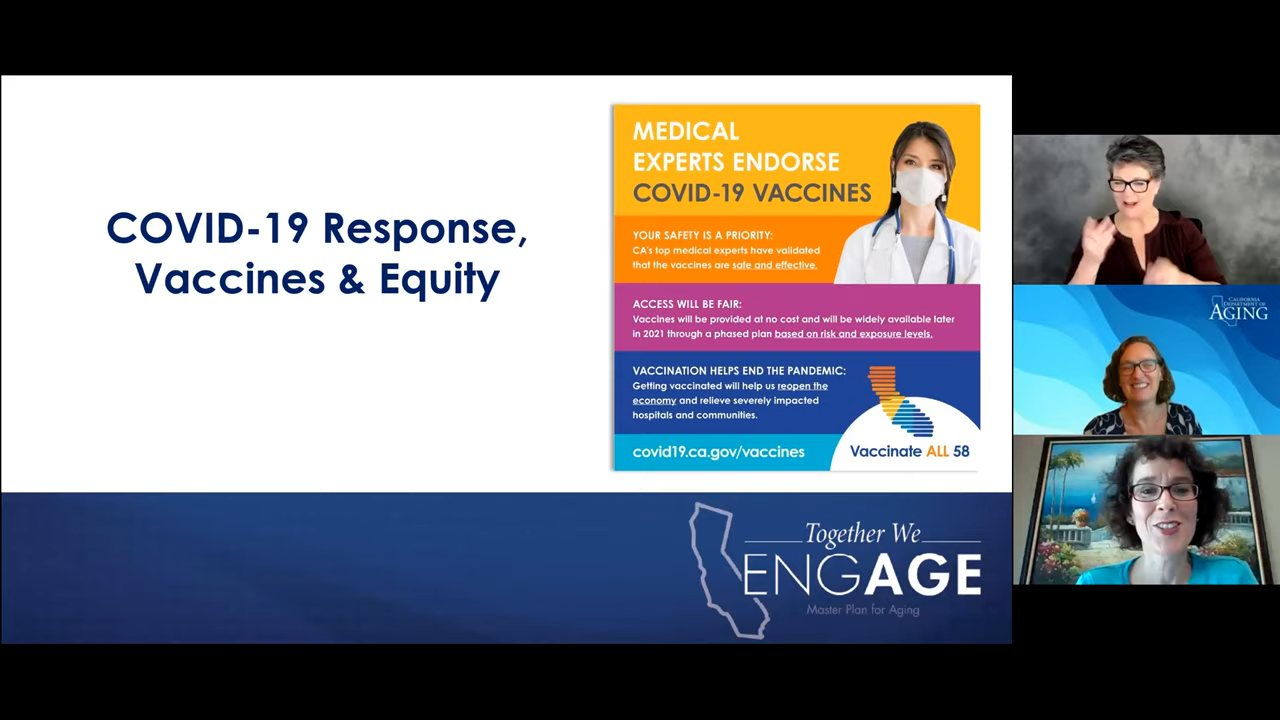 COVID-19 Response,
Vaccines & Equity
MEDICAL
EXPERTS ENDORSE
COVID-19 VACCINES
YOUR SAFETY IS A PRIORITY:
CA's top medical experts have validated
that the vaccines are safe and effective.
ACCESS WILL BE FAIR:
Vaccines will be provided at no cost and will be widely available later
in 2021 through a phased plan based on risk and exposure levels.
VACCINATION HELPS END THE PANDEMIC:
Getting vaccinated will help us reopen the
economy and relieve severely impacted
hospitals and communities.
covid19.ca.gov/vaccines
Vaccinate ALL 58
Together We
ENGAGE
Master Plan for Aging
CALIFORNIA
DEPARTMENT OF
AGING